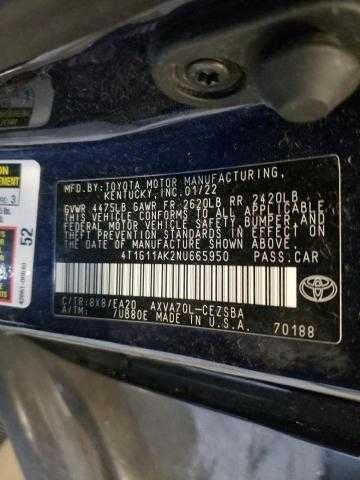 MFD.BY:TOYOTA MOTOR MANUFACTURING,
KENTUCKY, INC. 01/22
GVWR 4475LB GAWR FR 2620LB RR 2420LB
THIS VEHICLE CONFORMS TO ALL APPLICABLE
FEDERAL MOTOR VEHICLE SAFETY, BUMPER AND
THEFT PREVENTION STANDARDS IN EFFECT ON
THE DATE OF MANUFACTURE SHOWN ABOVE.
4T1G11AK2NU665950 PASS.CAR
C/TR:8X8/EA20 AXVA70L-CEZSBA
A/TM: U880E MADE IN U.S.A. 70188
TOYOTA
52